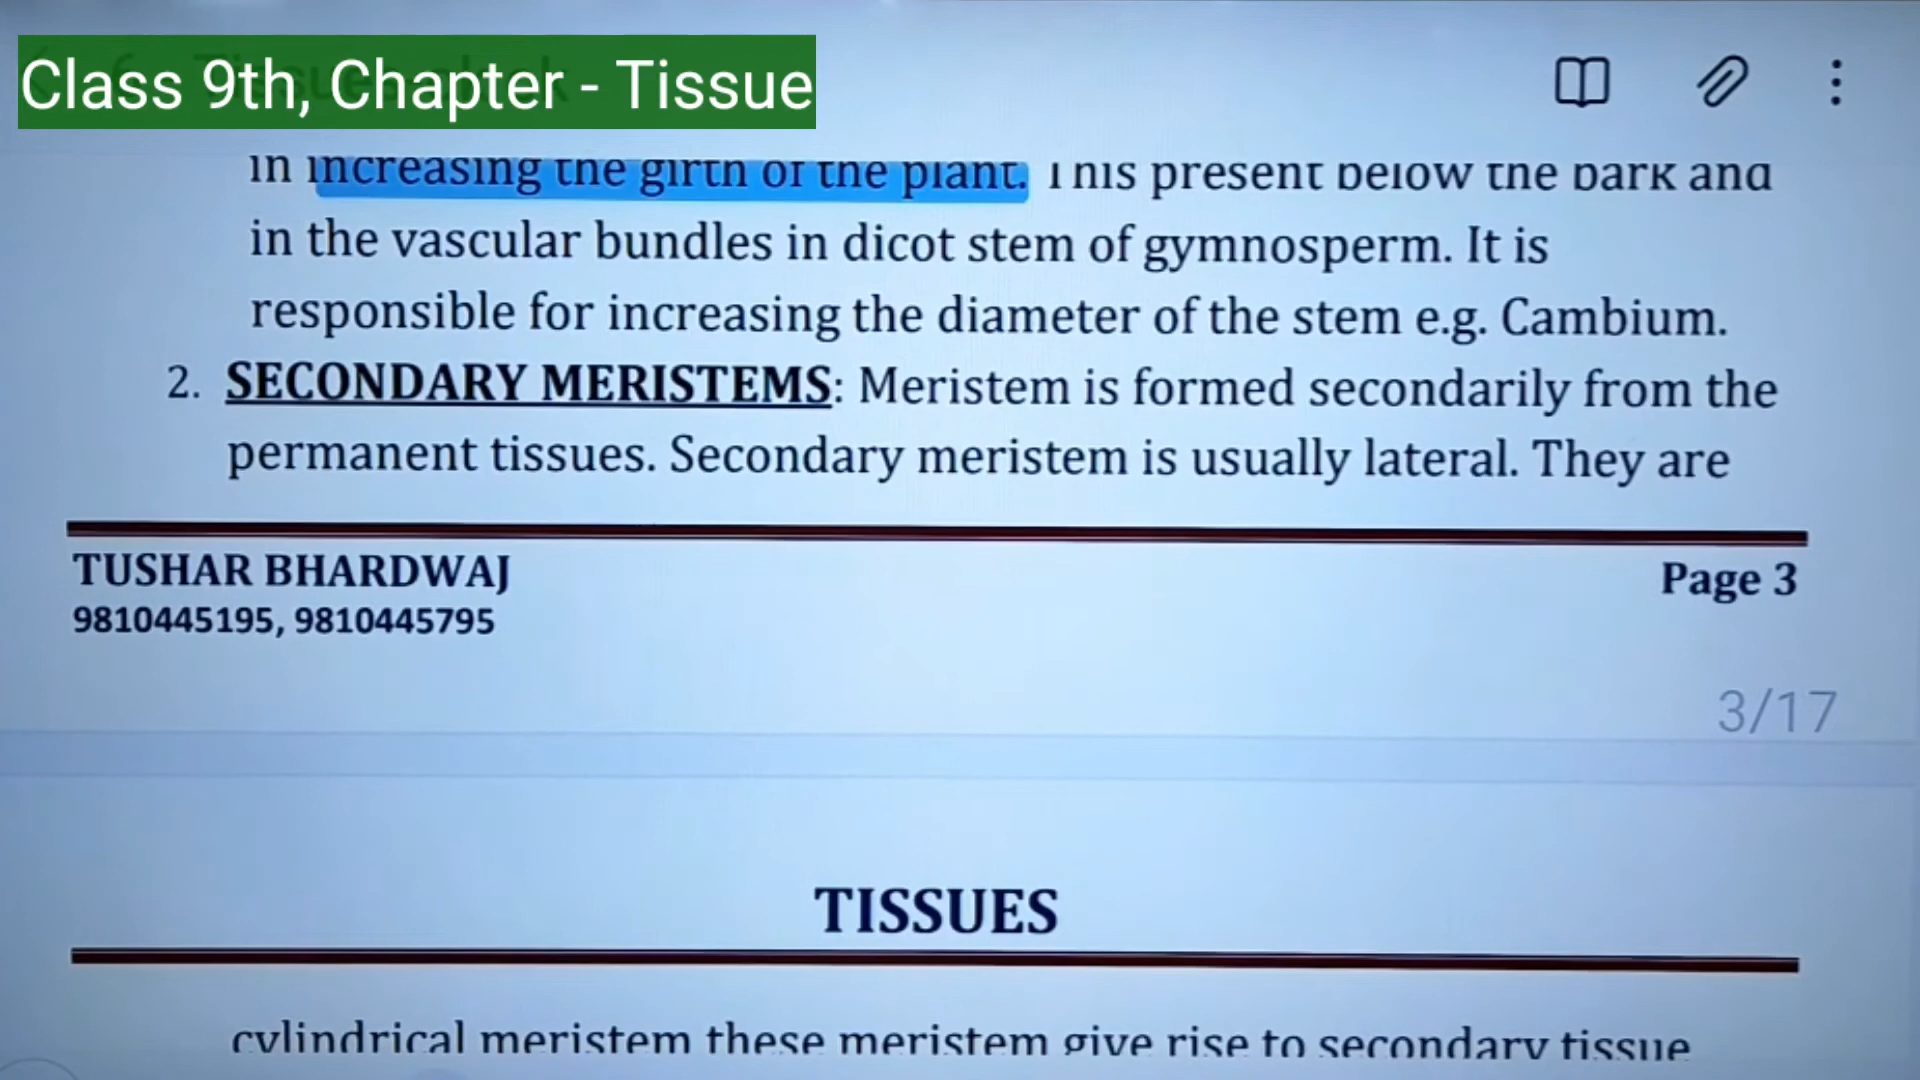 Class 9th, Chapter - Tissue
in increasing the girth of the plant. This present below the bark and
in the vascular bundles in dicot stem of gymnosperm. It is
responsible for increasing the diameter of the stem e.g. Cambium.
2. SECONDARY MERISTEMS: Meristem is formed secondarily from the
permanent tissues. Secondary meristem is usually lateral. They are
TUSHAR BHARDWAJ
Page 3
9810445195, 9810445795
3/17
TISSUES
cylindrical meristem these meristem give rise to secondary tissue